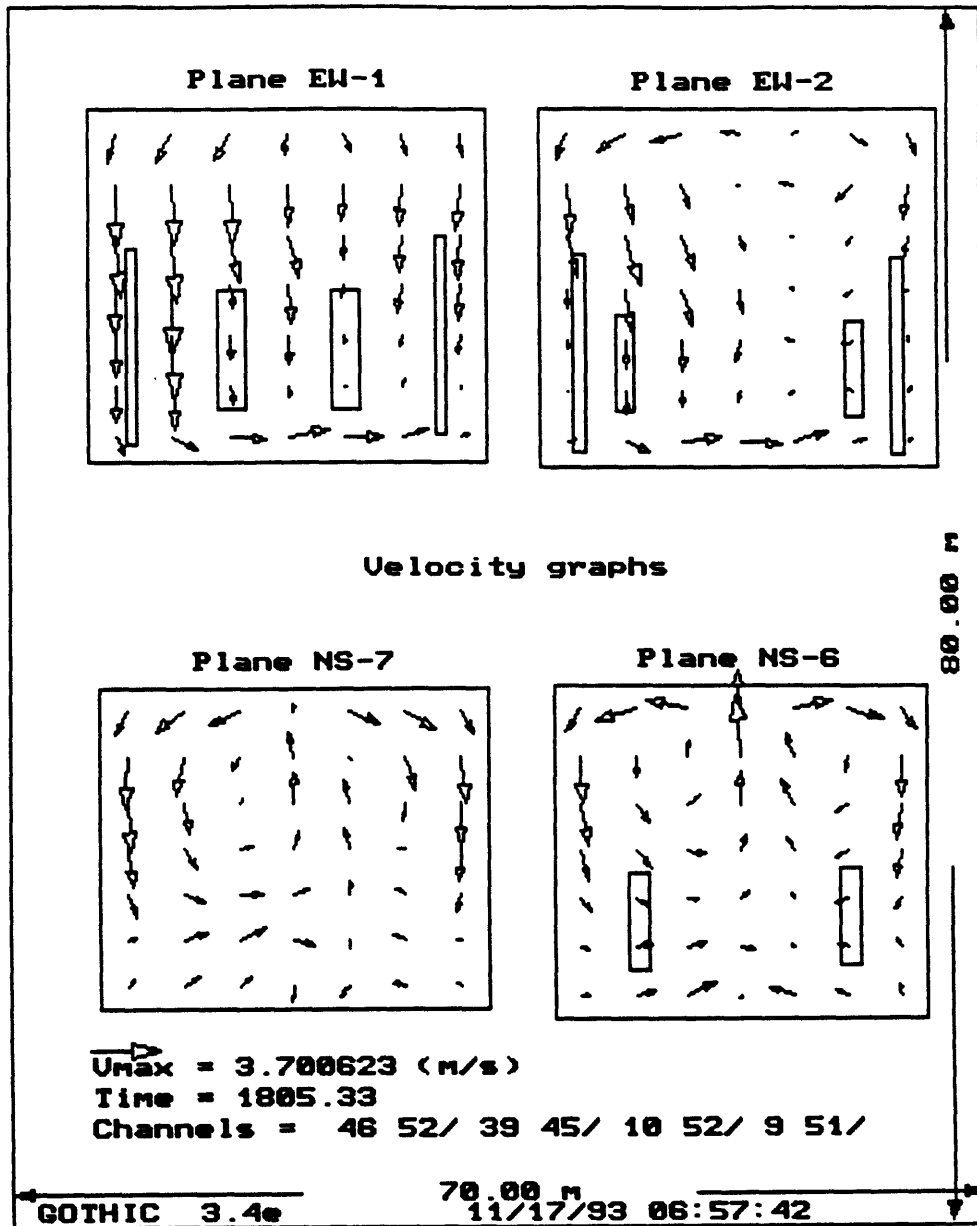 Plane EW-1
Plane EW-2
Velocity graphs
80.00 m
Plane NS-7
Plane NS-6
Vmax = 3.700623 (m/s)
Time = 1805.33
Channels = 46 52/ 39 45/ 10 52/ 9 51/
70.00 m
GOTHIC 3.4e 11/17/93 06:57:42